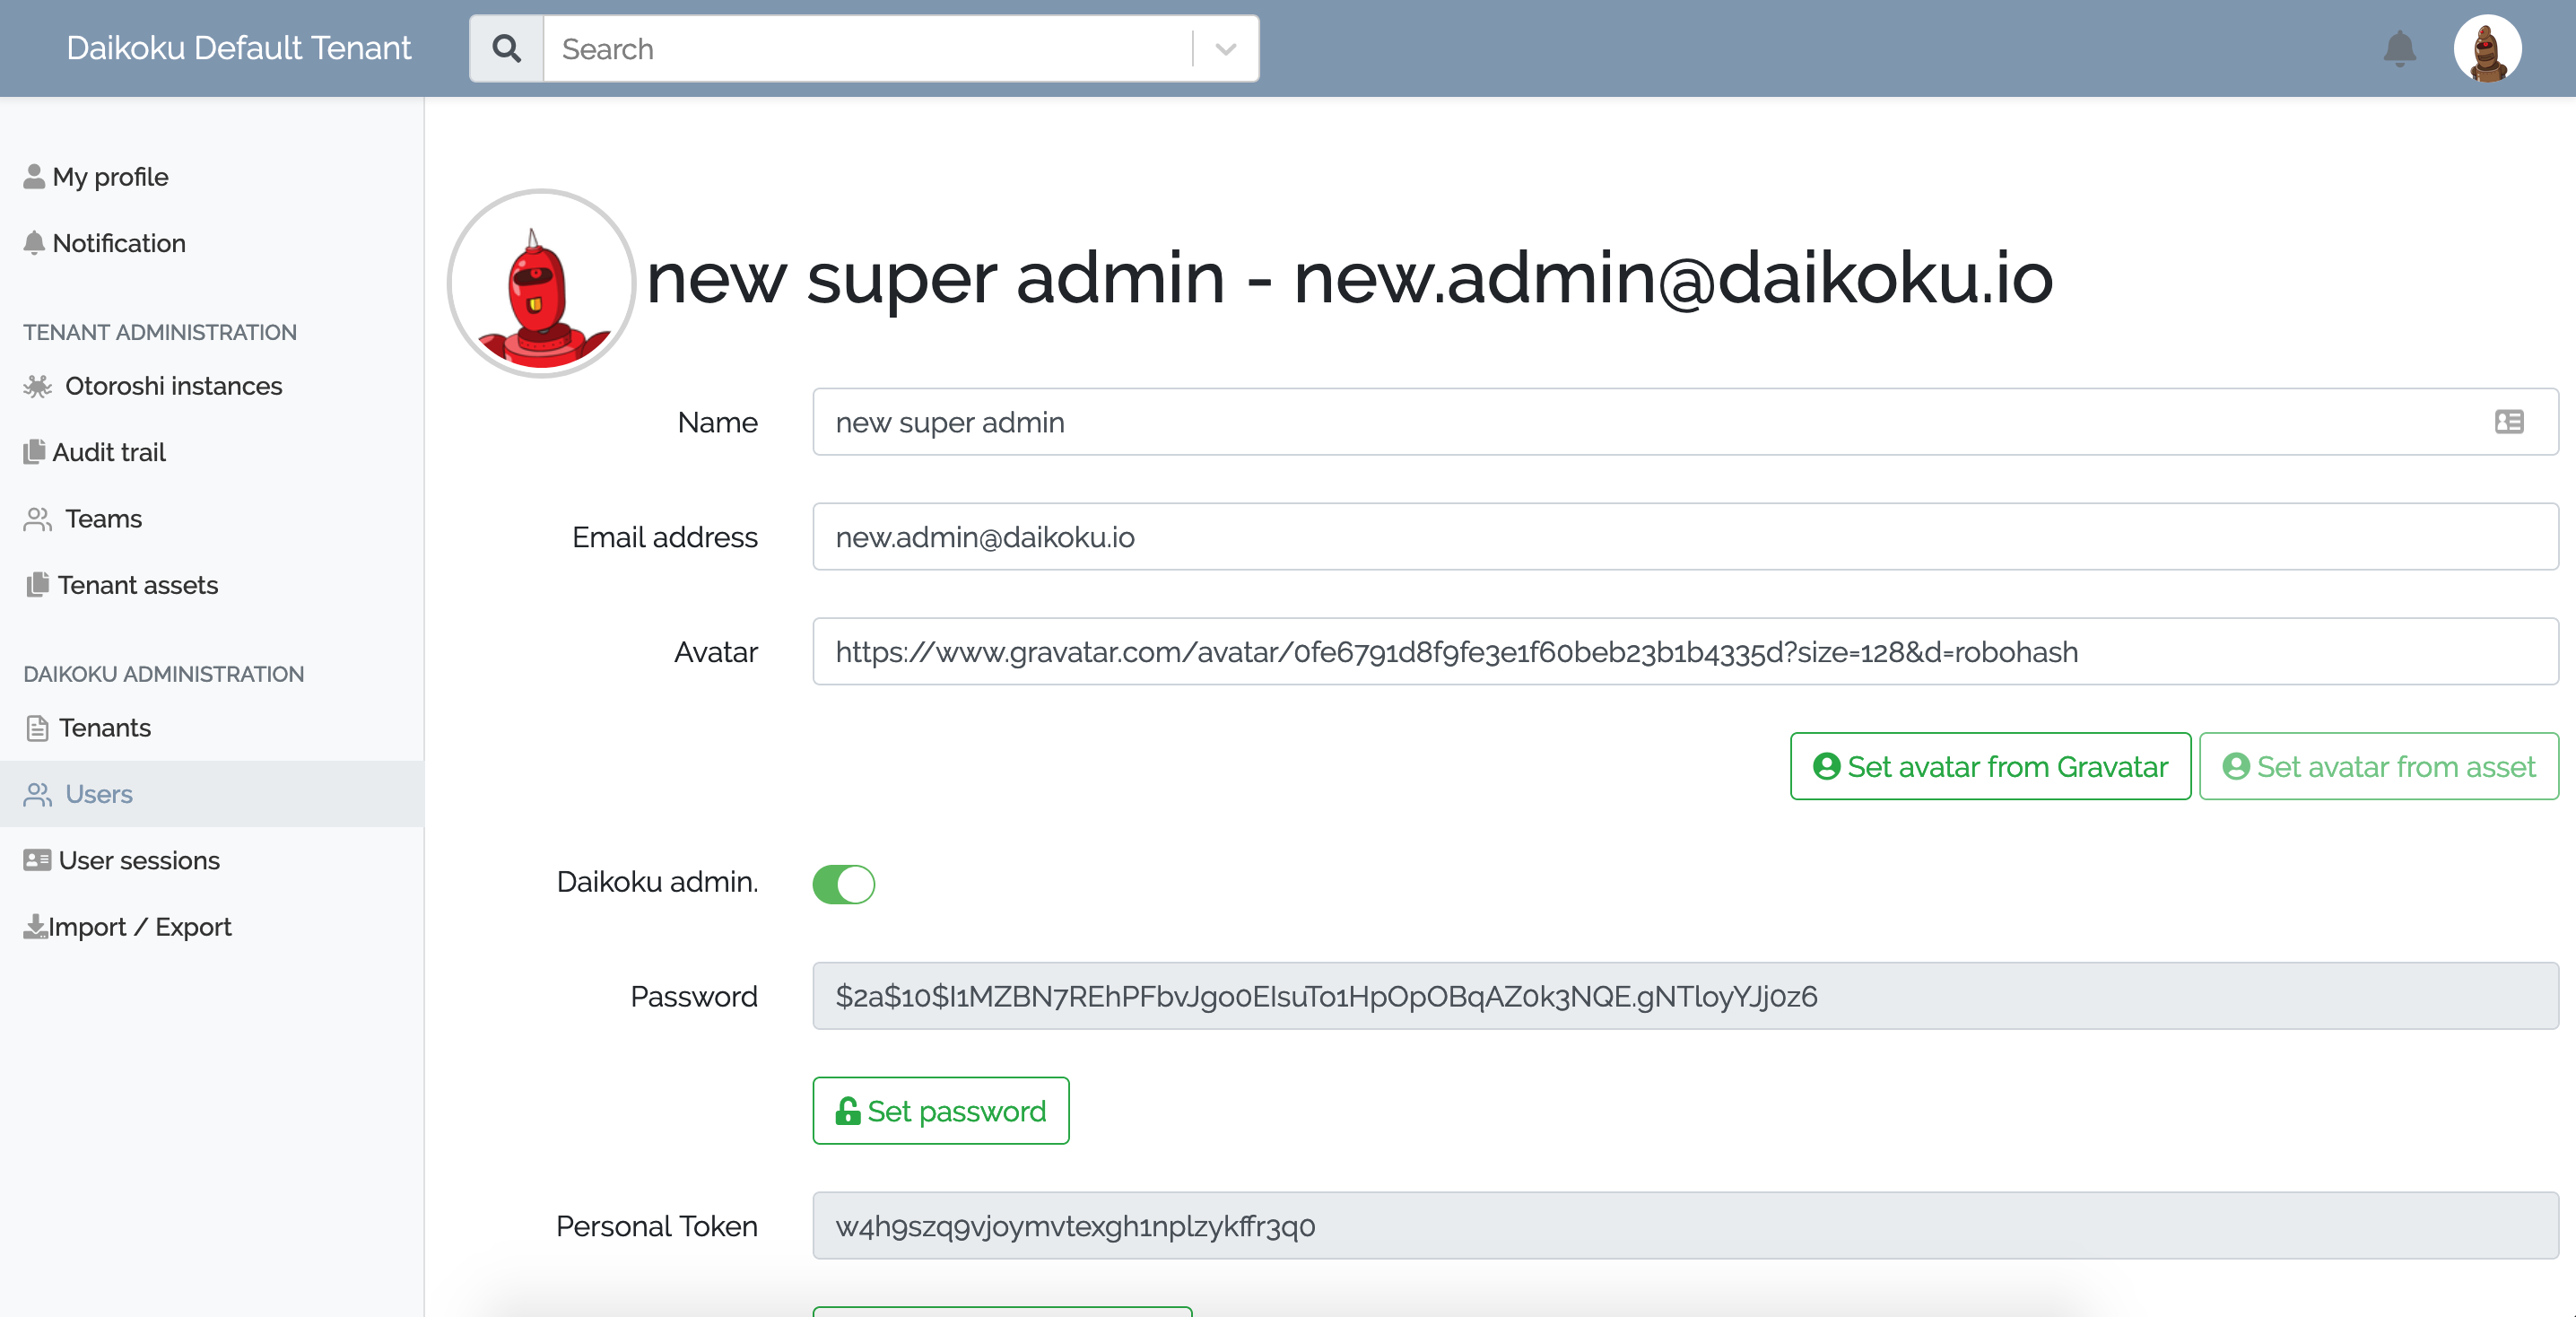 Daikoku Default Tenant
Search
My profile
Notification
TENANT ADMINISTRATION
Otoroshi instances
Audit trail
Teams
Tenant assets
DAIKOKU ADMINISTRATION
Tenants
Users
User sessions
Import / Export
new super admin - new.admin@daikoku.io
Name
new super admin
Email address
new.admin@daikoku.io
Avatar
https://www.gravatar.com/avatar/0fe6791d8f9fe3e1f60beb23b1b4335d?size=128&d=robohash
Set avatar from Gravatar
Set avatar from asset
Daikoku admin.
Password
$2a$10$I1MZBN7REhPFbvJgo0EIsuTo1HpOpOBqAZ0k3NQE.gNTloyYJj0z6
Set password
Personal Token
w4h9szq9vjoymvtexgh1nplzykffr3q0